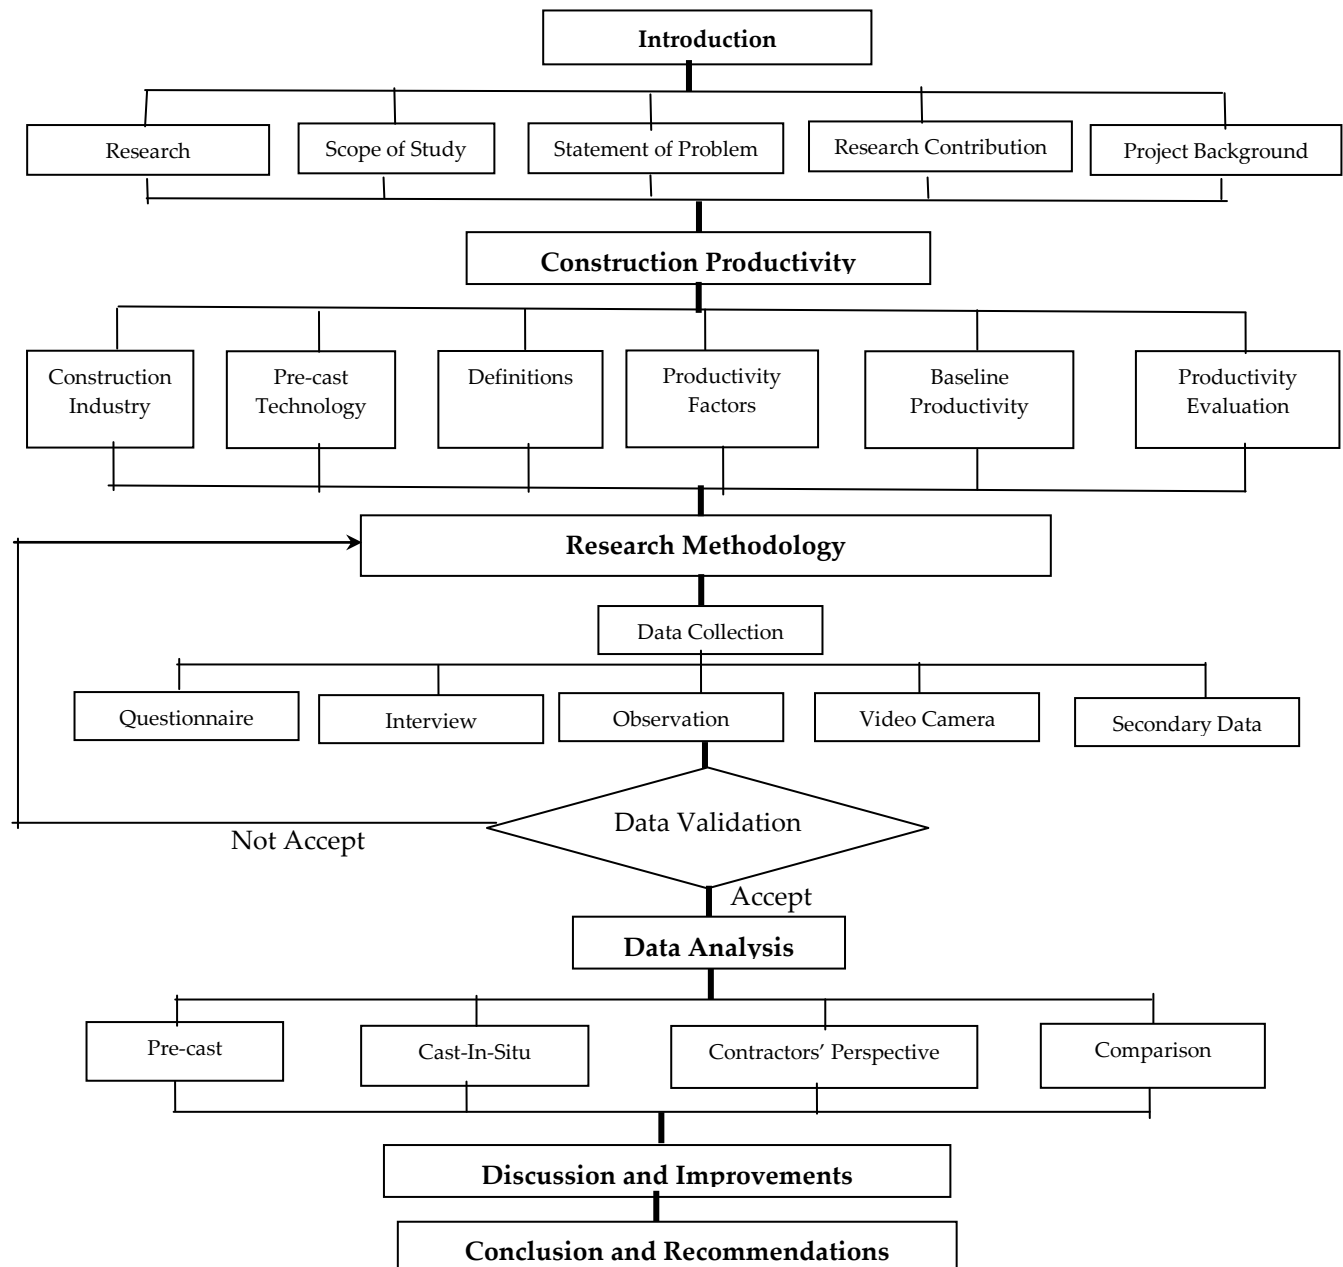 Introduction
Research
Scope of Study
Statement of Problem
Research Contribution
Project Background
Construction Productivity
Construction
Industry
Pre-cast
Technology
Definitions
Productivity
Factors
Baseline
Productivity
Productivity
Evaluation
Research Methodology
Data Collection
Questionnaire
Interview
Observation
Video Camera
Secondary Data
Data Validation
Not Accept
Accept
Data Analysis
Pre-cast
Cast-In-Situ
Contractors’ Perspective
Comparison
Discussion and Improvements
Conclusion and Recommendations